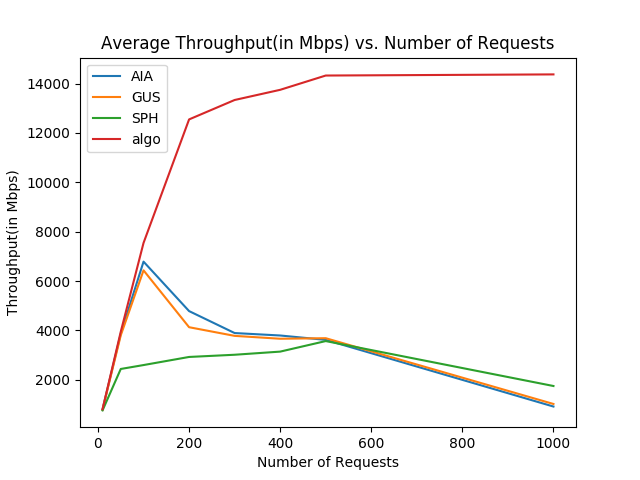 Average Throughput(in Mbps) vs. Number of Requests
AIA
GUS
SPH
algo
Throughput(in Mbps)
14000
12000
10000
8000
6000
4000
2000
0 200 400 600 800 1000
Number of Requests